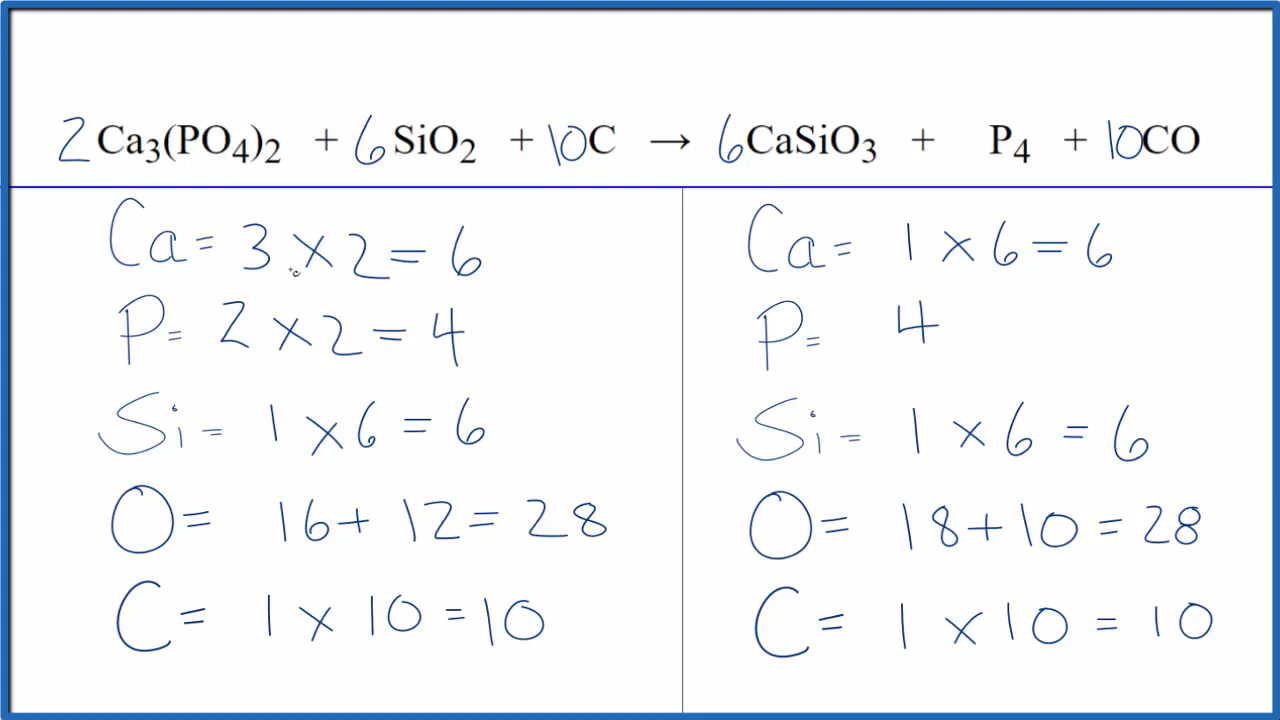 2Ca3(PO4)2 + 6SiO2 + 10C → 6CaSiO3 + P4 + 10CO
Ca = 3 × 2 = 6
P = 2 × 2 = 4
Si = 1 × 6 = 6
O = 16 + 12 = 28
C = 1 × 10 = 10
Ca = 1 × 6 = 6
P = 4
Si = 1 × 6 = 6
O = 18 + 10 = 28
C = 1 × 10 = 10